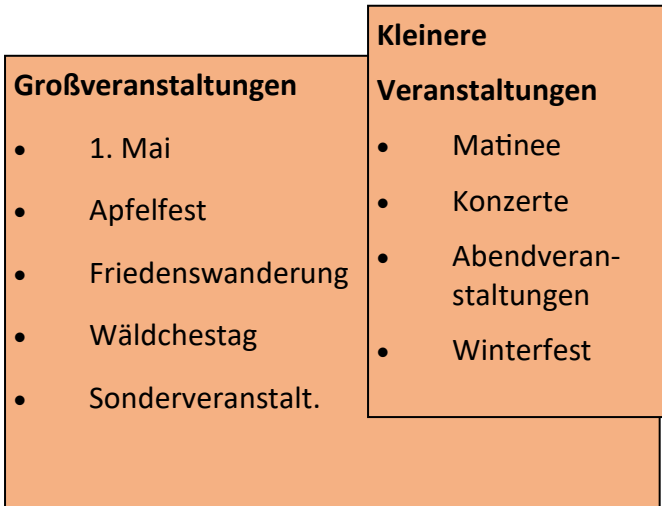 Großveranstaltungen
• 1. Mai
• Apfelfest
• Friedenswanderung
• Wäldchestag
• Sonderveranstalt.
Kleinere
Veranstaltungen
• Matinee
• Konzerte
• Abendveran-
staltungen
• Winterfest